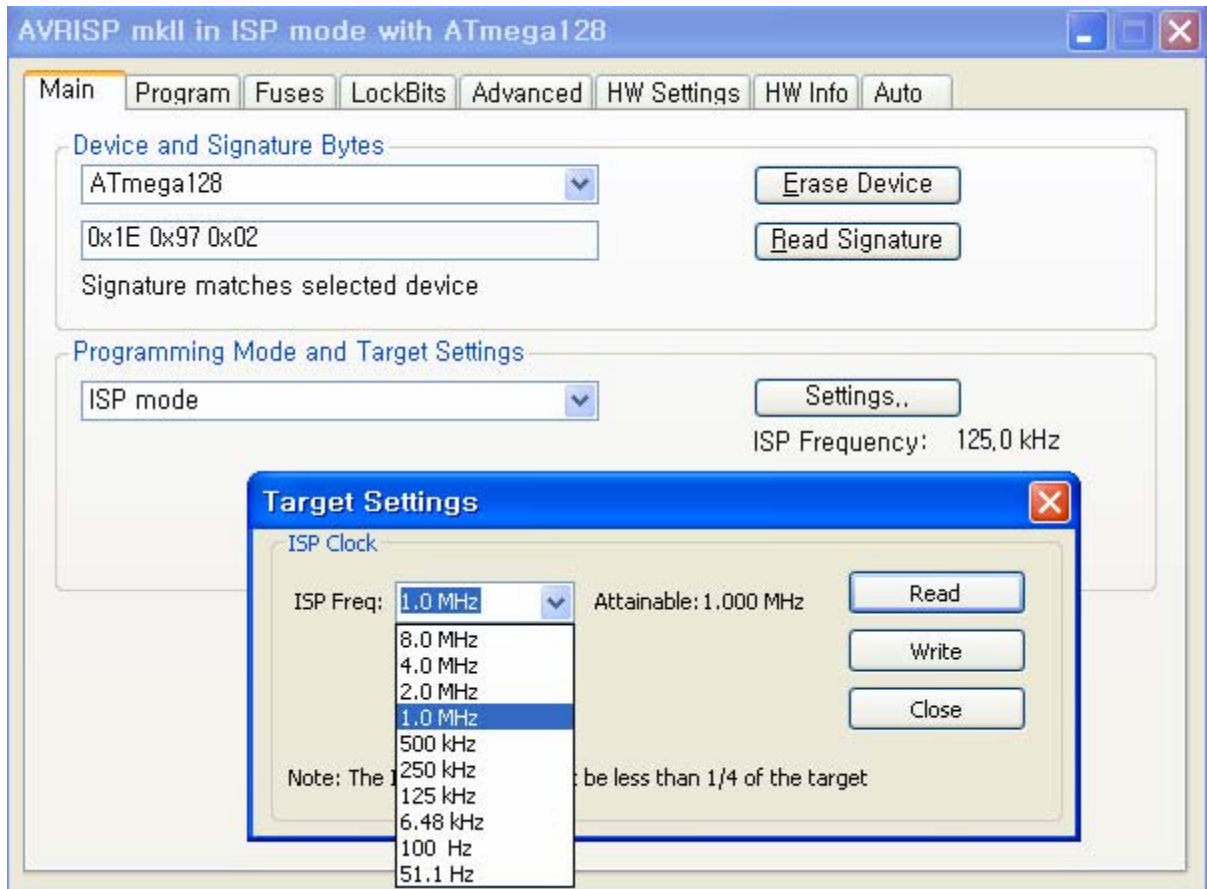 AVRISP mkII in ISP mode with ATmega128
Main Program Fuses LockBits Advanced HW Settings HW Info Auto
Device and Signature Bytes
ATmega128 Erase Device
0x1E 0x97 0x02 Read Signature
Signature matches selected device
Programming Mode and Target Settings
ISP mode Settings..
ISP Frequency: 125.0 kHz
Target Settings
ISP Clock
ISP Freq: 1.0 MHz Attainable: 1.000 MHz Read
8.0 MHz
4.0 MHz Write
2.0 MHz
1.0 MHz Close
500 kHz
Note: The 250 kHz be less than 1/4 of the target
125 kHz
6.48 kHz
100 Hz
51.1 Hz